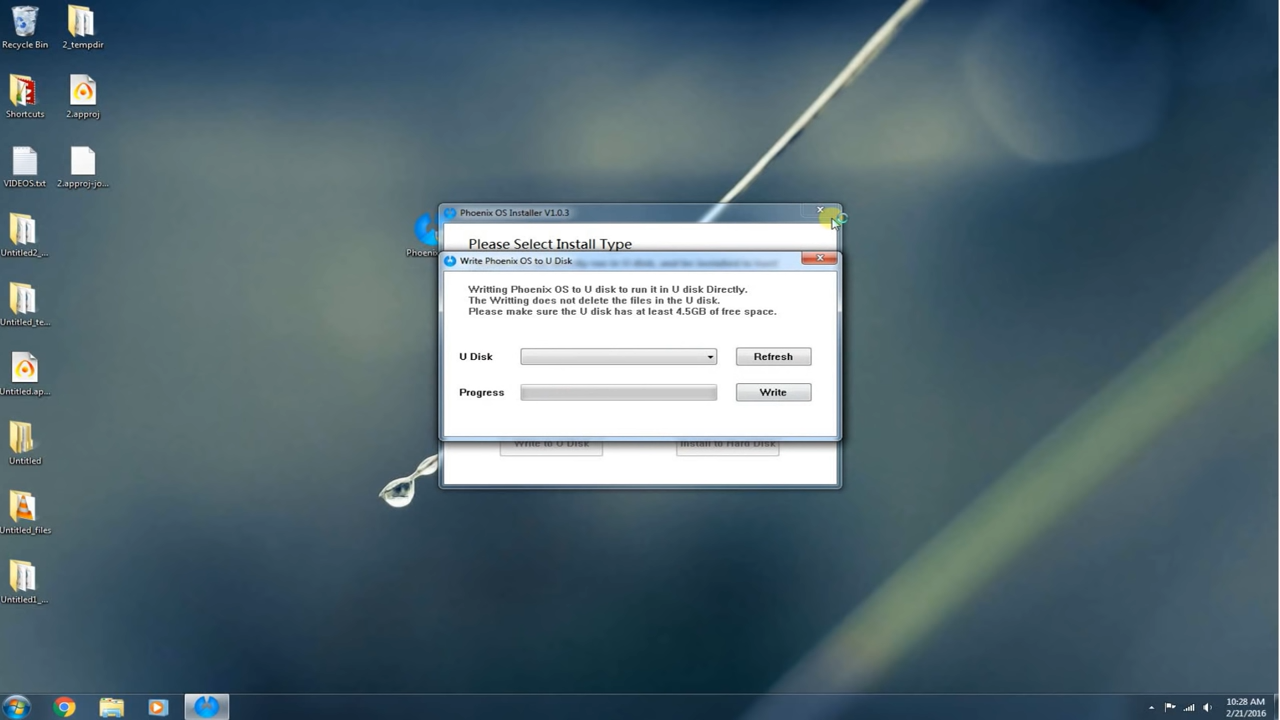 Recycle Bin
2_tempdir
Shortcuts
2.approj
VIDEOS.txt
2.approj-jo...
Untitled2_...
Untitled_te...
Untitled.ap...
Untitled
Untitled_files
Untitled1_...
Phoenix OS Installer V1.0.3
Please Select Install Type
Write Phoenix OS to U Disk
Writting Phoenix OS to U disk to run it in U disk Directly.
The Writting does not delete the files in the U disk.
Please make sure the U disk has at least 4.5GB of free space.
U Disk
Refresh
Progress
Write
Write to U Disk
Install to Hard Disk
10:28 AM
2/21/2016